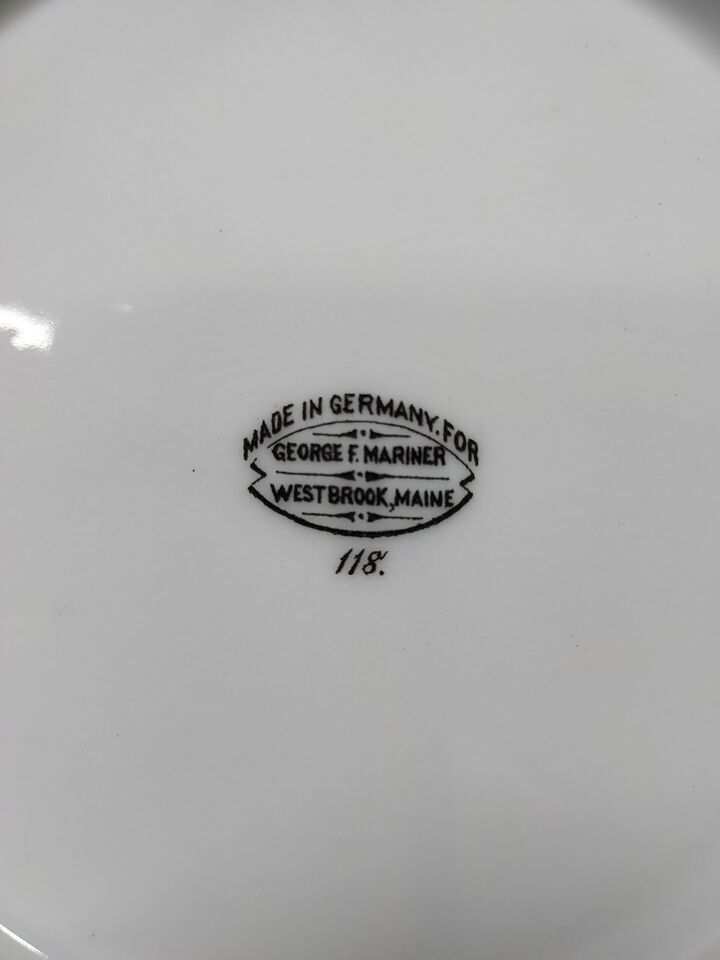 MADE IN GERMANY. FOR
GEORGE F. MARINER
WESTBROOK, MAINE
118.